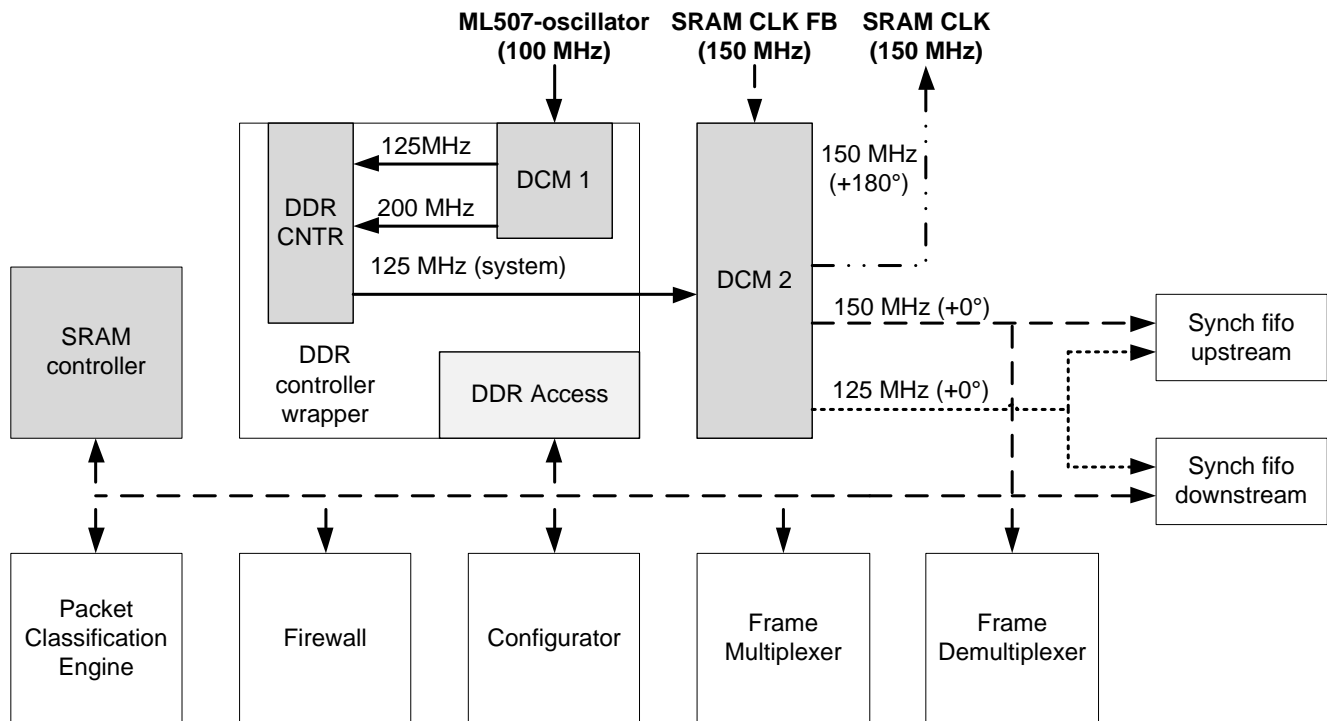 ML507-oscillator
(100 MHz)
SRAM CLK FB
(150 MHz)
SRAM CLK
(150 MHz)
125MHz
DCM 1
200 MHz
DDR
CNTR
125 MHz (system)
DCM 2
150 MHz
(+180°)
150 MHz (+0°)
125 MHz (+0°)
SRAM
controller
DDR
controller
wrapper
DDR Access
Synch fifo
upstream
Synch fifo
downstream
Packet
Classification
Engine
Firewall
Configurator
Frame
Multiplexer
Frame
Demultiplexer